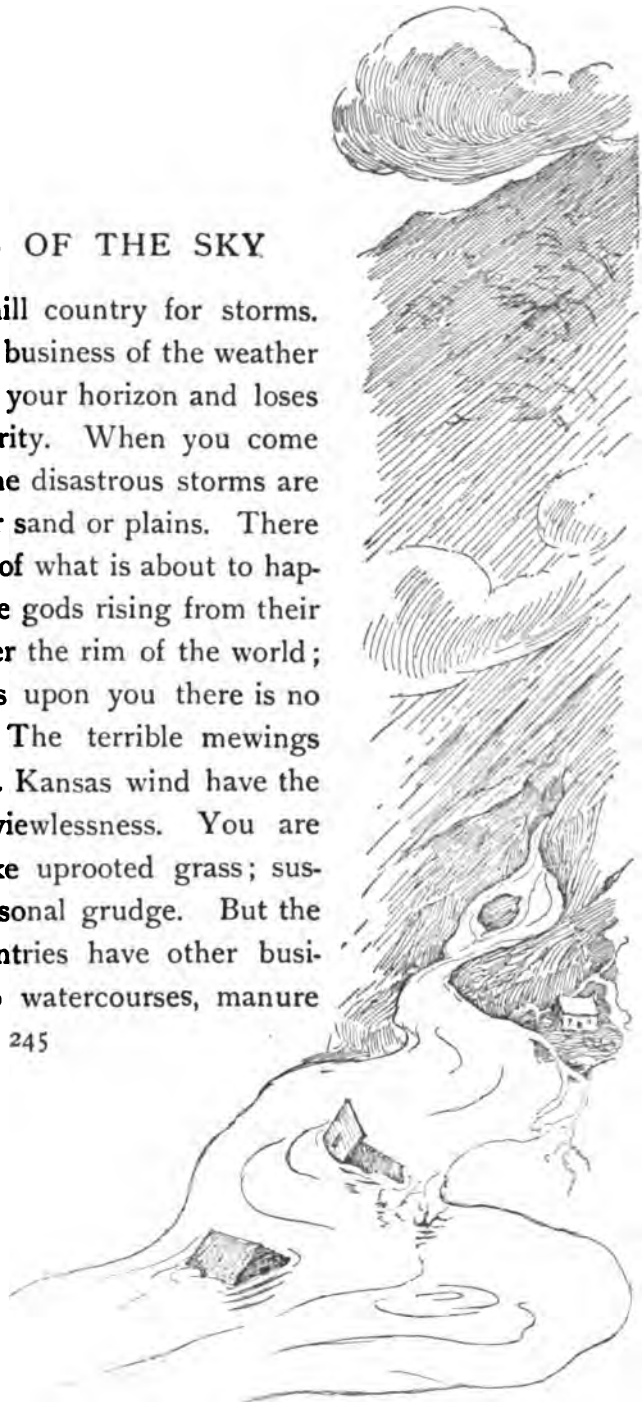 OF THE SKY
hill country for storms.
business of the weather
your horizon and loses
rity. When you come
ne disastrous storms are
r sand or plains. There
of what is about to hap-
e gods rising from their
er the rim of the world;
s upon you there is no
The terrible mewings
Kansas wind have the
viewlessness. You are
ke uprooted grass; sus-
sonal grudge. But the
ntries have other busi-
watercourses, manure
245